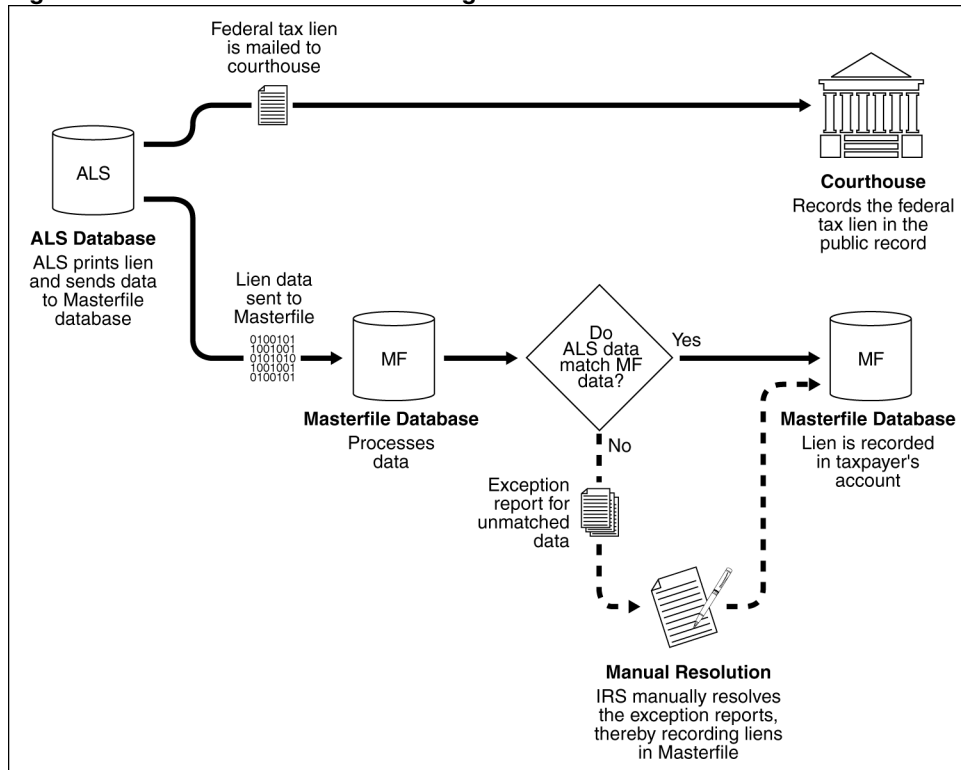 Federal tax lien
is mailed to
courthouse
ALS
ALS Database
ALS prints lien
and sends data
to Masterfile
database
Courthouse
Records the federal
tax lien in the
public record
Lien data
sent to
Masterfile
0100101
1001001
0101010
1001001
0100101
MF
Masterfile Database
Processes
data
Do
ALS data
match MF
data?
Yes
No
MF
Masterfile Database
Lien is recorded
in taxpayer's
account
Exception
report for
unmatched
data
Manual Resolution
IRS manually resolves
the exception reports,
thereby recording liens
in Masterfile